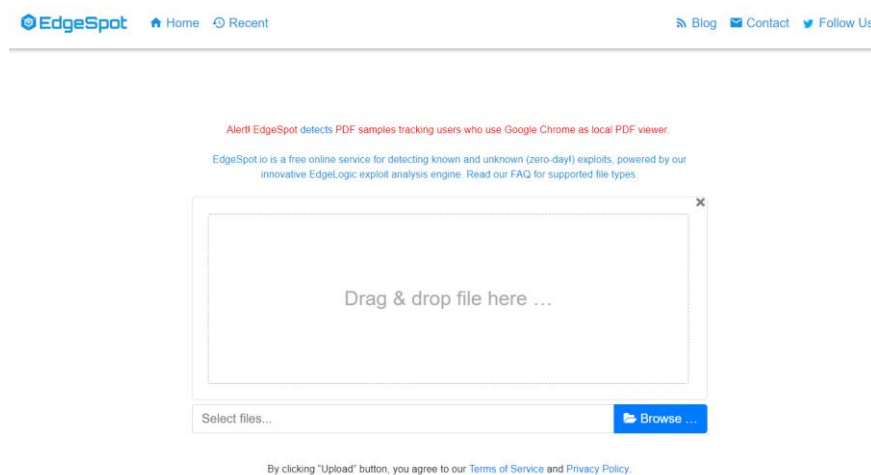 EdgeSpot Home Recent Blog Contact Follow Us
Alert! EdgeSpot detects PDF samples tracking users who use Google Chrome as local PDF viewer.
EdgeSpot.io is a free online service for detecting known and unknown (zero-day!) exploits, powered by our
innovative EdgeLogic exploit analysis engine. Read our FAQ for supported file types.
Drag & drop file here …
Select files... Browse …
By clicking "Upload" button, you agree to our Terms of Service and Privacy Policy.